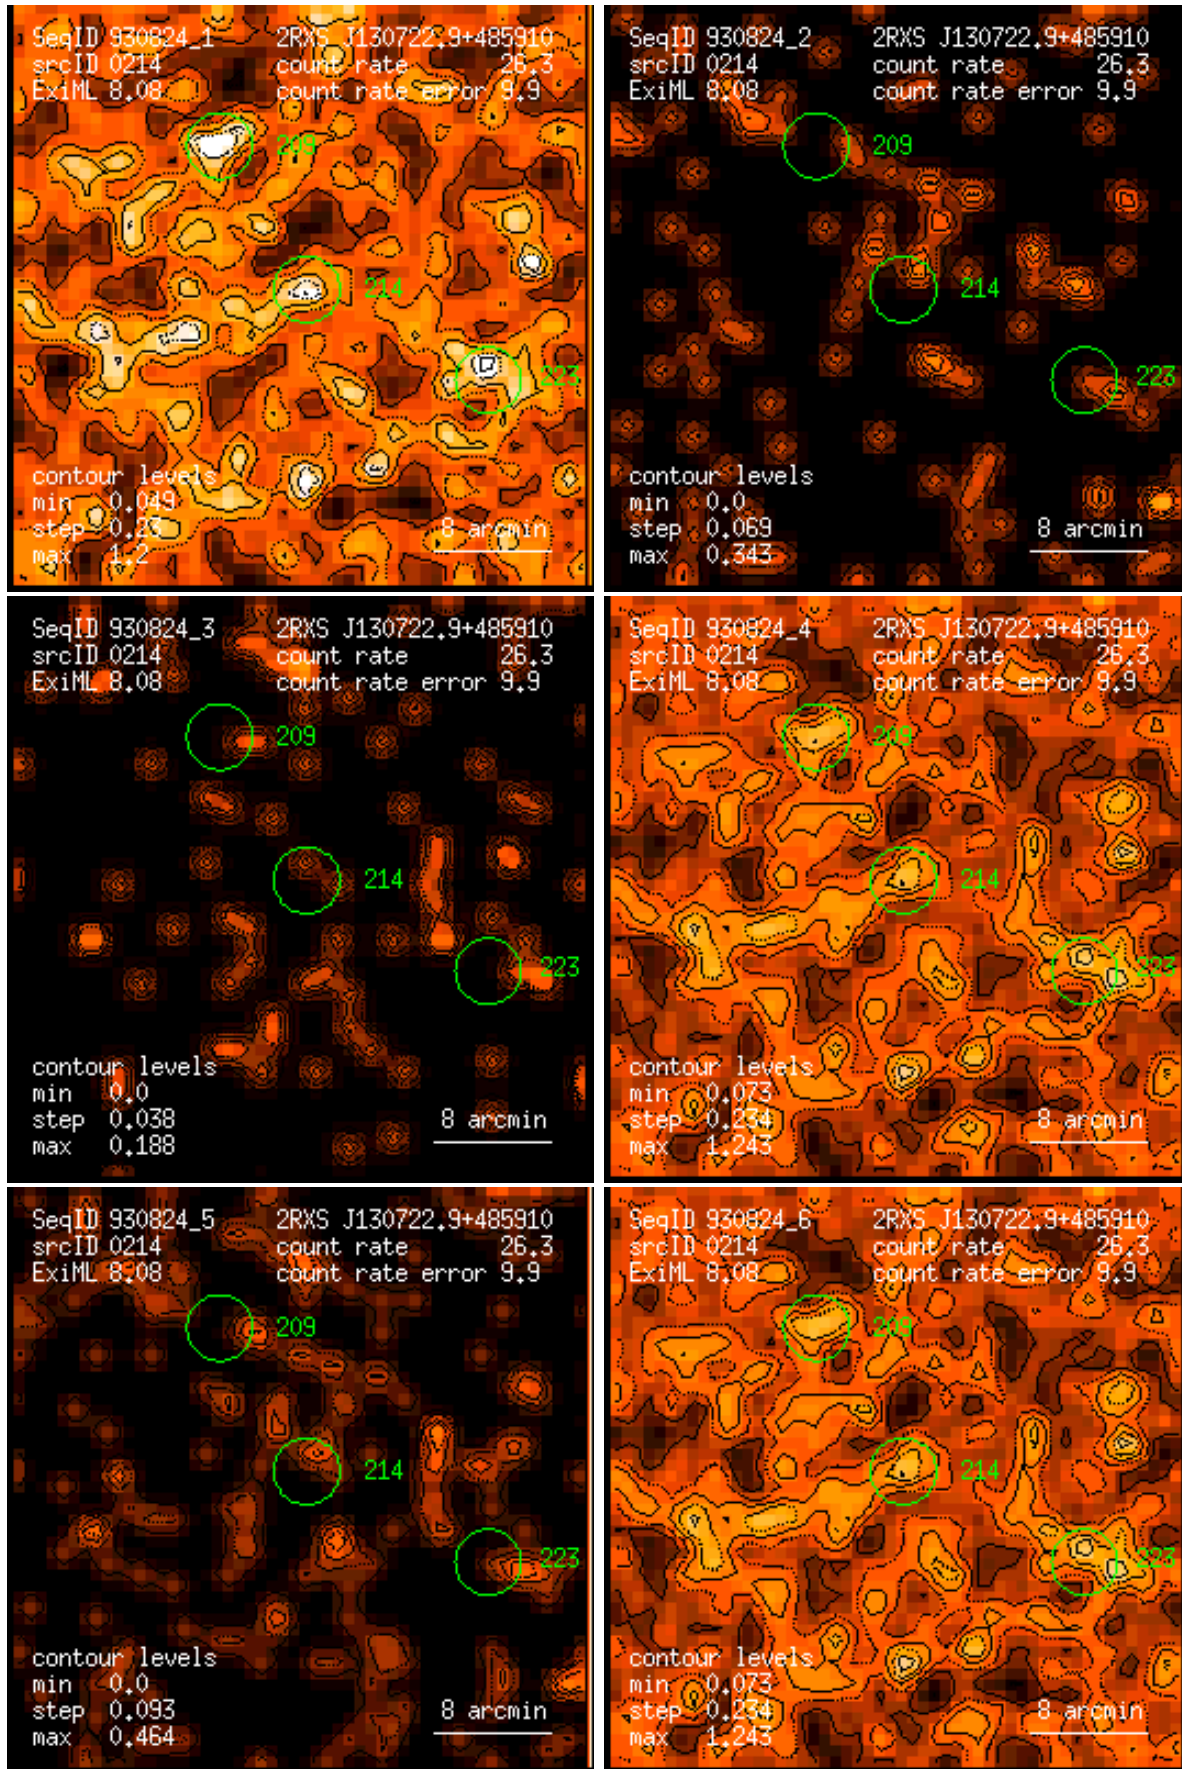 SeqID 930824_1 2RXS J130722.9+485910
srcID 0214 count rate 26.3
ExiML 8.08 count rate error 9.9
209
214
223
contour levels
min 0.049
step 0.23
max 1.2
8 arcmin
SeqID 930824_2 2RXS J130722.9+485910
srcID 0214 count rate 26.3
ExiML 8.08 count rate error 9.9
209
214
223
contour levels
min 0.0
step 0.069
max 0.343
8 arcmin
SeqID 930824_3 2RXS J130722.9+485910
srcID 0214 count rate 26.3
ExiML 8.08 count rate error 9.9
209
214
223
contour levels
min 0.0
step 0.038
max 0.188
8 arcmin
SeqID 930824_4 2RXS J130722.9+485910
srcID 0214 count rate 26.3
ExiML 8.08 count rate error 9.9
209
214
223
contour levels
min 0.073
step 0.234
max 1.243
8 arcmin
SeqID 930824_5 2RXS J130722.9+485910
srcID 0214 count rate 26.3
ExiML 8.08 count rate error 9.9
209
214
223
contour levels
min 0.0
step 0.093
max 0.464
8 arcmin
SeqID 930824_6 2RXS J130722.9+485910
srcID 0214 count rate 26.3
ExiML 8.08 count rate error 9.9
209
214
223
contour levels
min 0.073
step 0.234
max 1.243
8 arcmin